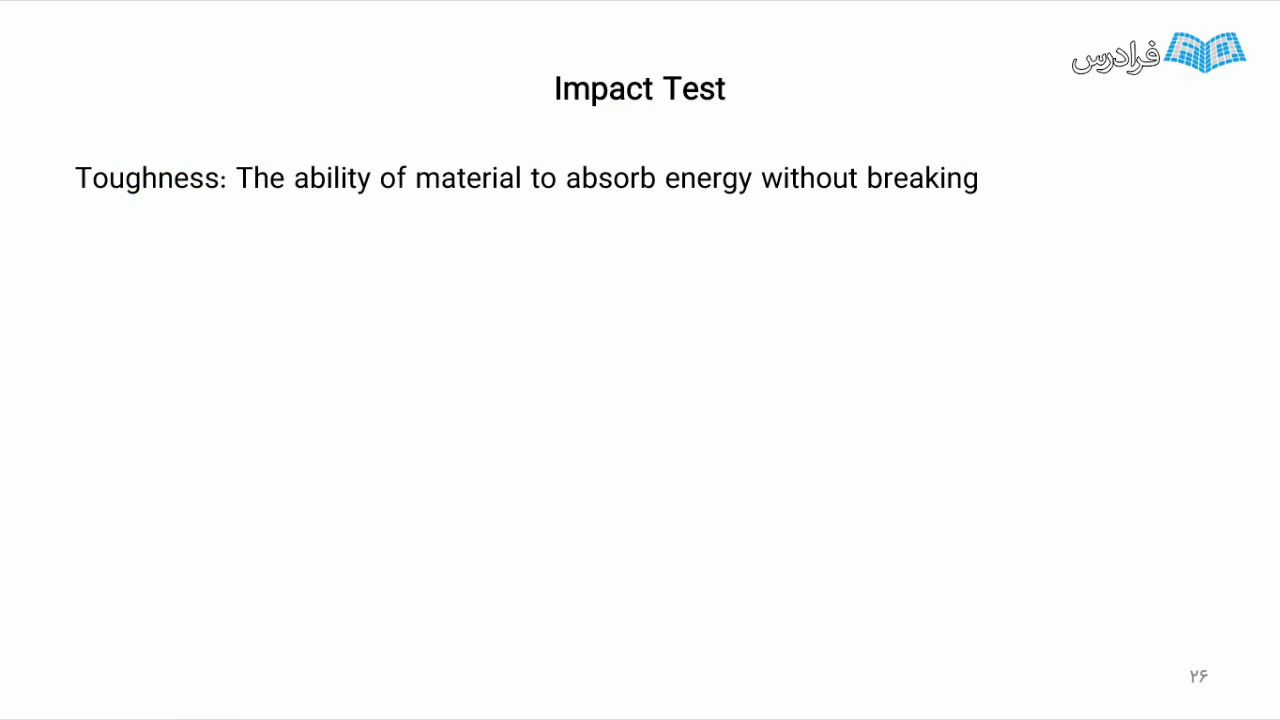 فرادرس
Impact Test
Toughness: The ability of material to absorb energy without breaking
۲۶